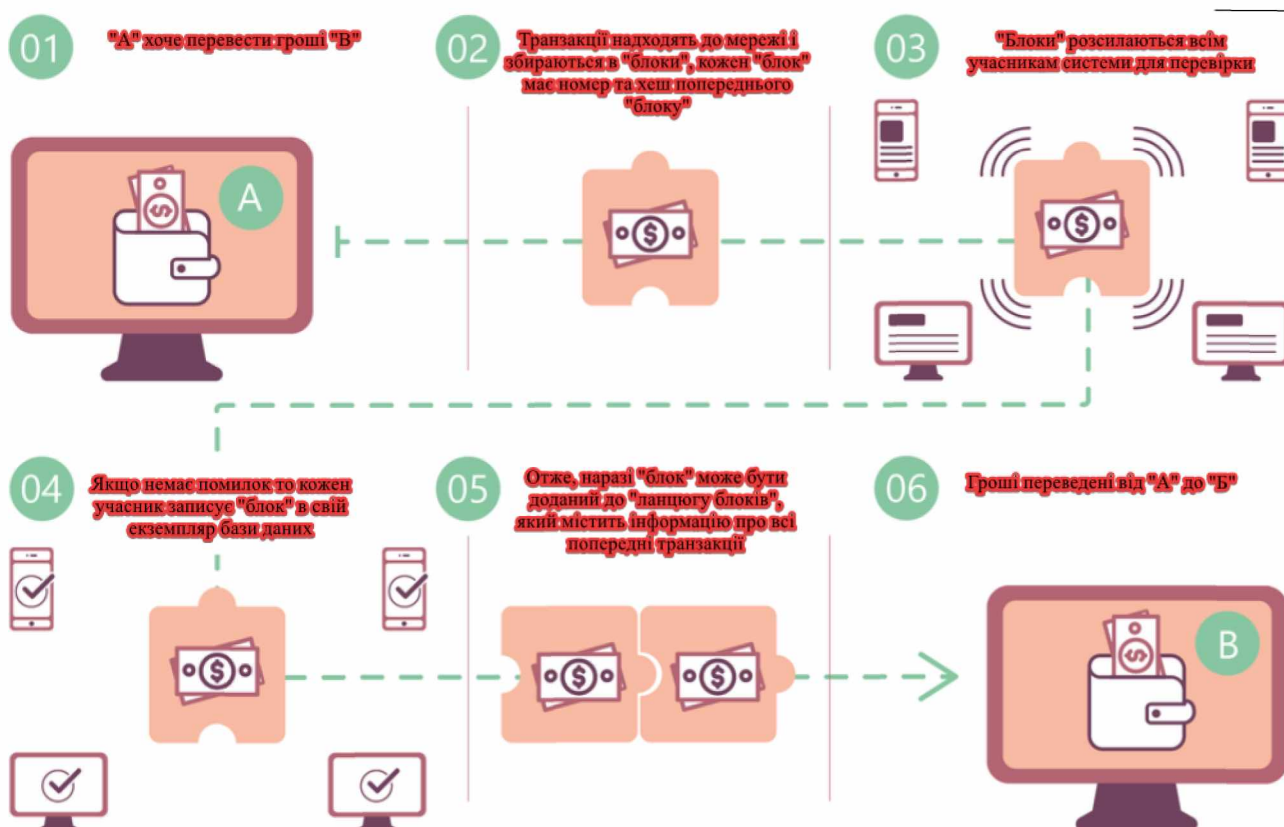 01
"А" хоче перевести гроші "В"
02
Транзакції надходять до мережі і
збираються в "блоки", кожен "блок"
має номер та хеш попереднього
"блоку"
03
"Блоки" розсилаються всім
учасникам системи для перевірки
A
04
Якщо немає помилок то кожен
учасник записує "блок" в свій
екземпляр бази даних
05
Отже, наразі "блок" може бути
доданий до "ланцюгу блоків",
який містить інформацію про всі
попередні транзакції
06
Гроші переведені від "А" до "Б"
B